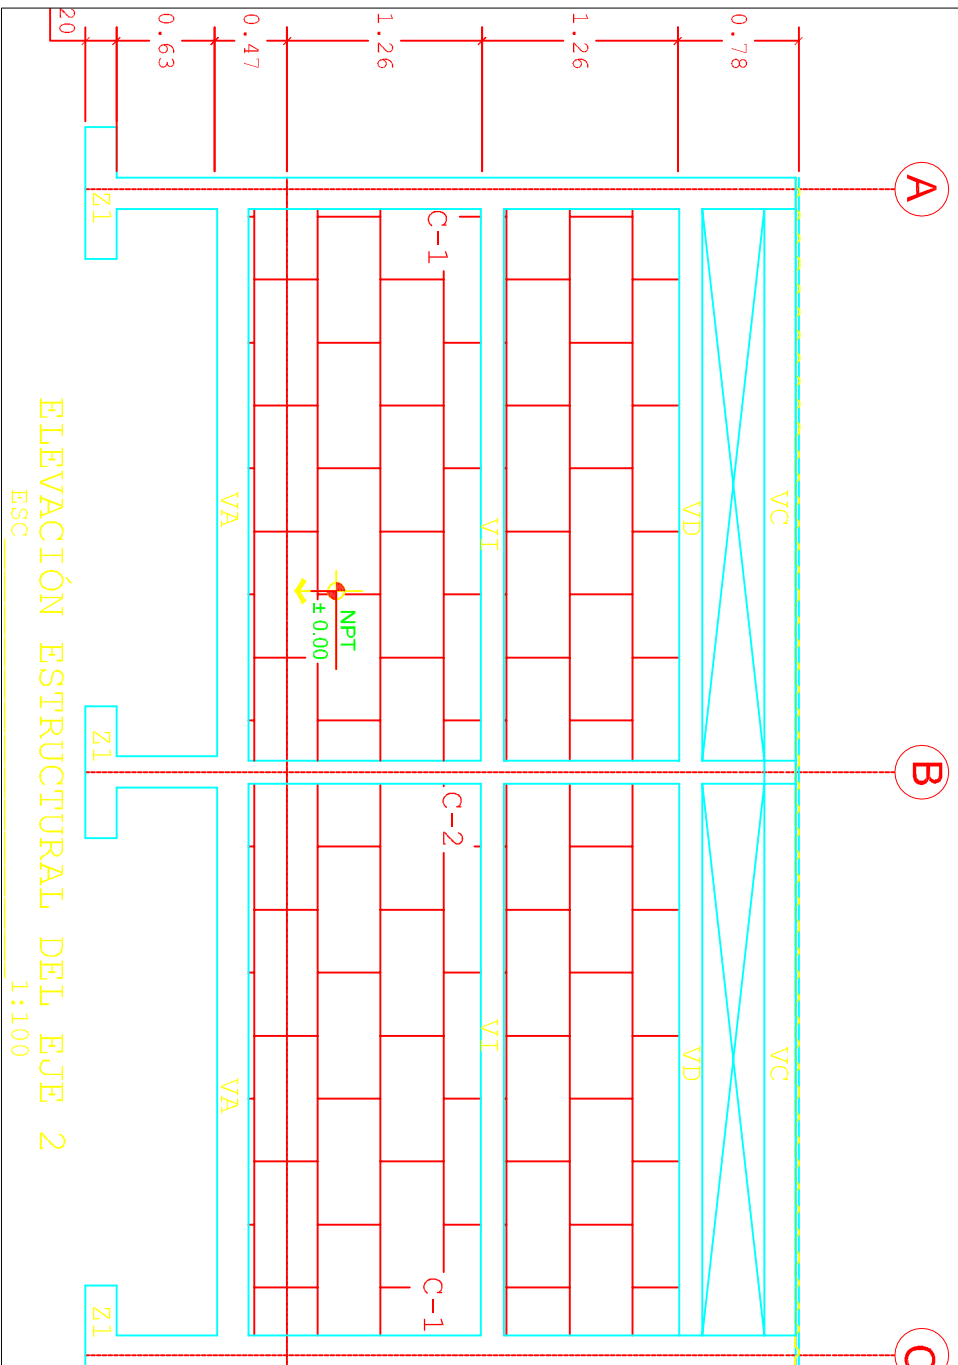 A
B
C
0.78
1.26
1.26
0.47
0.63
20
VC
VC
VD
VD
C-1
C-2
C-1
VI
VI
NPT
± 0.00
VA
VA
Z1
Z1
Z1
ELEVACIÓN ESTRUCTURAL DEL EJE 2
ESC 1:100